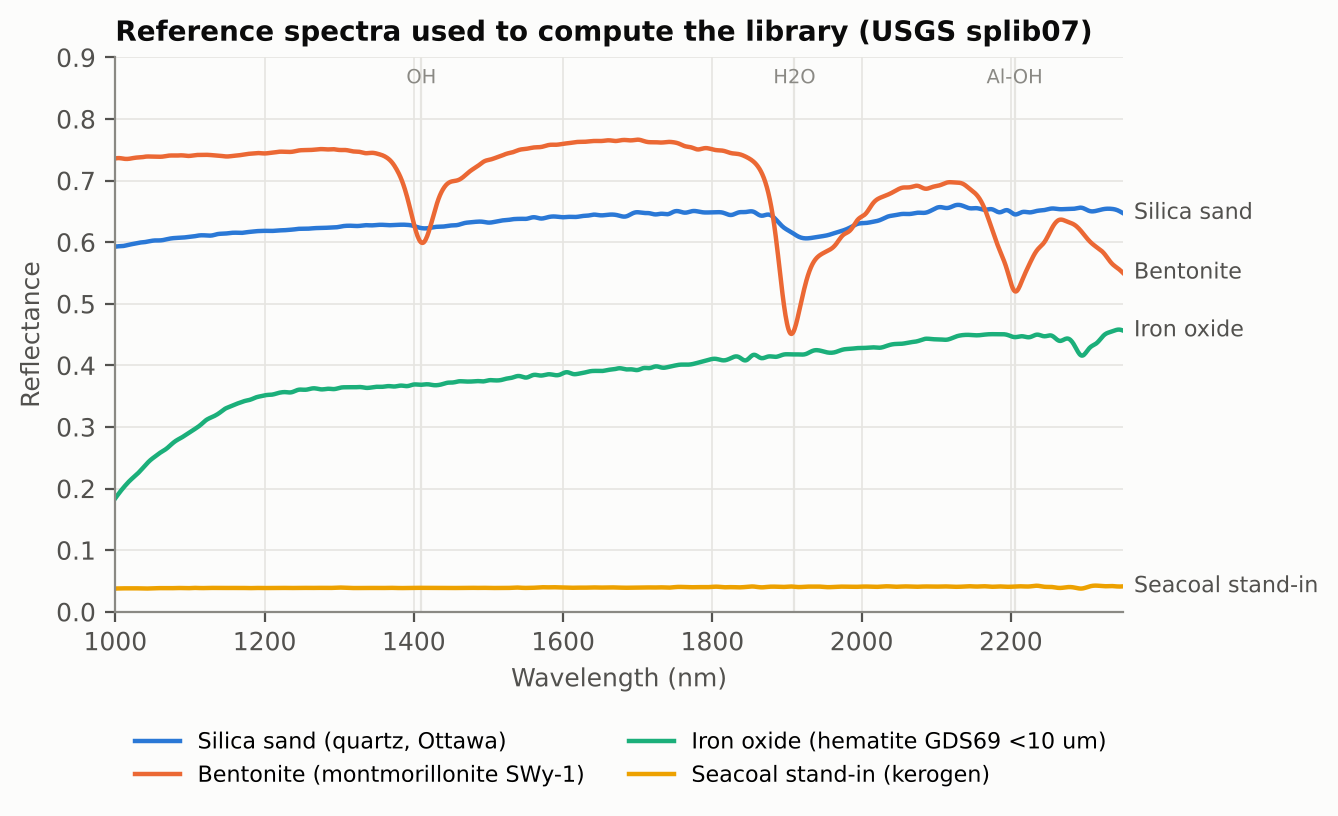 Reference spectra used to compute the library (USGS splib07)
OH H2O Al-OH
0.9
0.8
0.7
0.6
0.5
0.4
0.3
0.2
0.1
0.0
Reflectance
Silica sand
Bentonite
Iron oxide
Seacoal stand-in
1000 1200 1400 1600 1800 2000 2200
Wavelength (nm)
Silica sand (quartz, Ottawa)
Bentonite (montmorillonite SWy-1)
Iron oxide (hematite GDS69 <10 um)
Seacoal stand-in (kerogen)